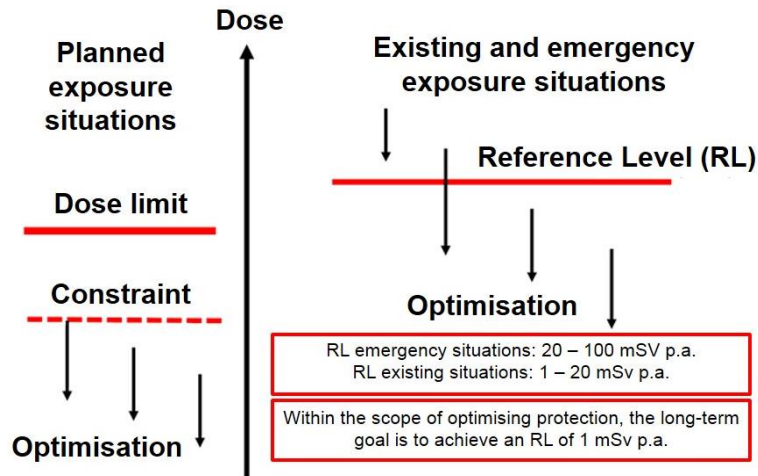 Dose
Planned
exposure
situations
Dose limit
Constraint
Optimisation
Existing and emergency
exposure situations
Reference Level (RL)
Optimisation
RL emergency situations: 20 – 100 mSV p.a.
RL existing situations: 1 – 20 mSv p.a.
Within the scope of optimising protection, the long-term
goal is to achieve an RL of 1 mSv p.a.